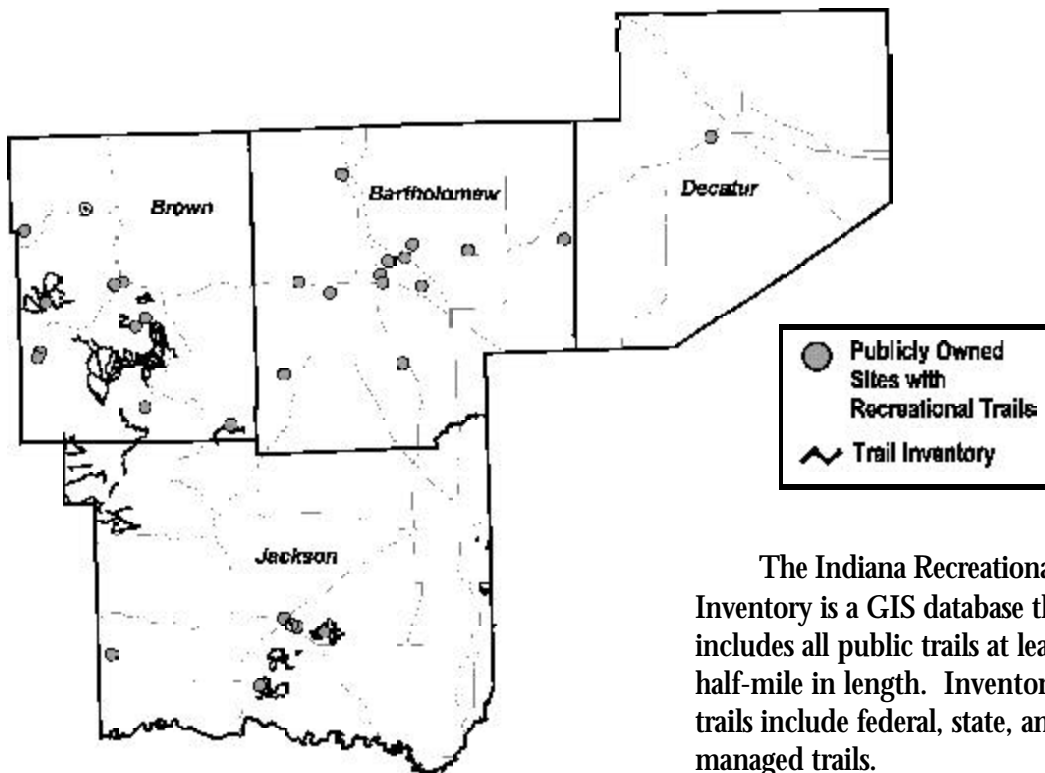 Brown
Bartholomew
Decatur
Jackson
Publicly Owned
Sites with
Recreational Trails
Trail Inventory
The Indiana Recreationa
Inventory is a GIS database th
includes all public trails at lea
half-mile in length. Inventor
trails include federal, state, an
managed trails.